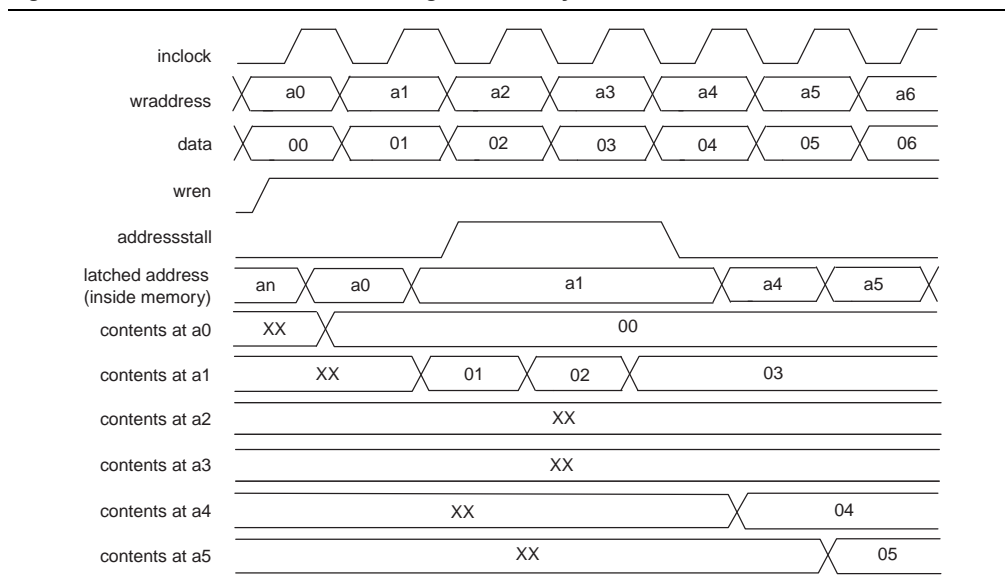 inclock
wraddress a0 a1 a2 a3 a4 a5 a6
data 00 01 02 03 04 05 06
wren
addressstall
latched address
(inside memory) an a0 a1 a4 a5
contents at a0 XX 00
contents at a1 XX 01 02 03
contents at a2 XX
contents at a3 XX
contents at a4 XX 04
contents at a5 XX 05